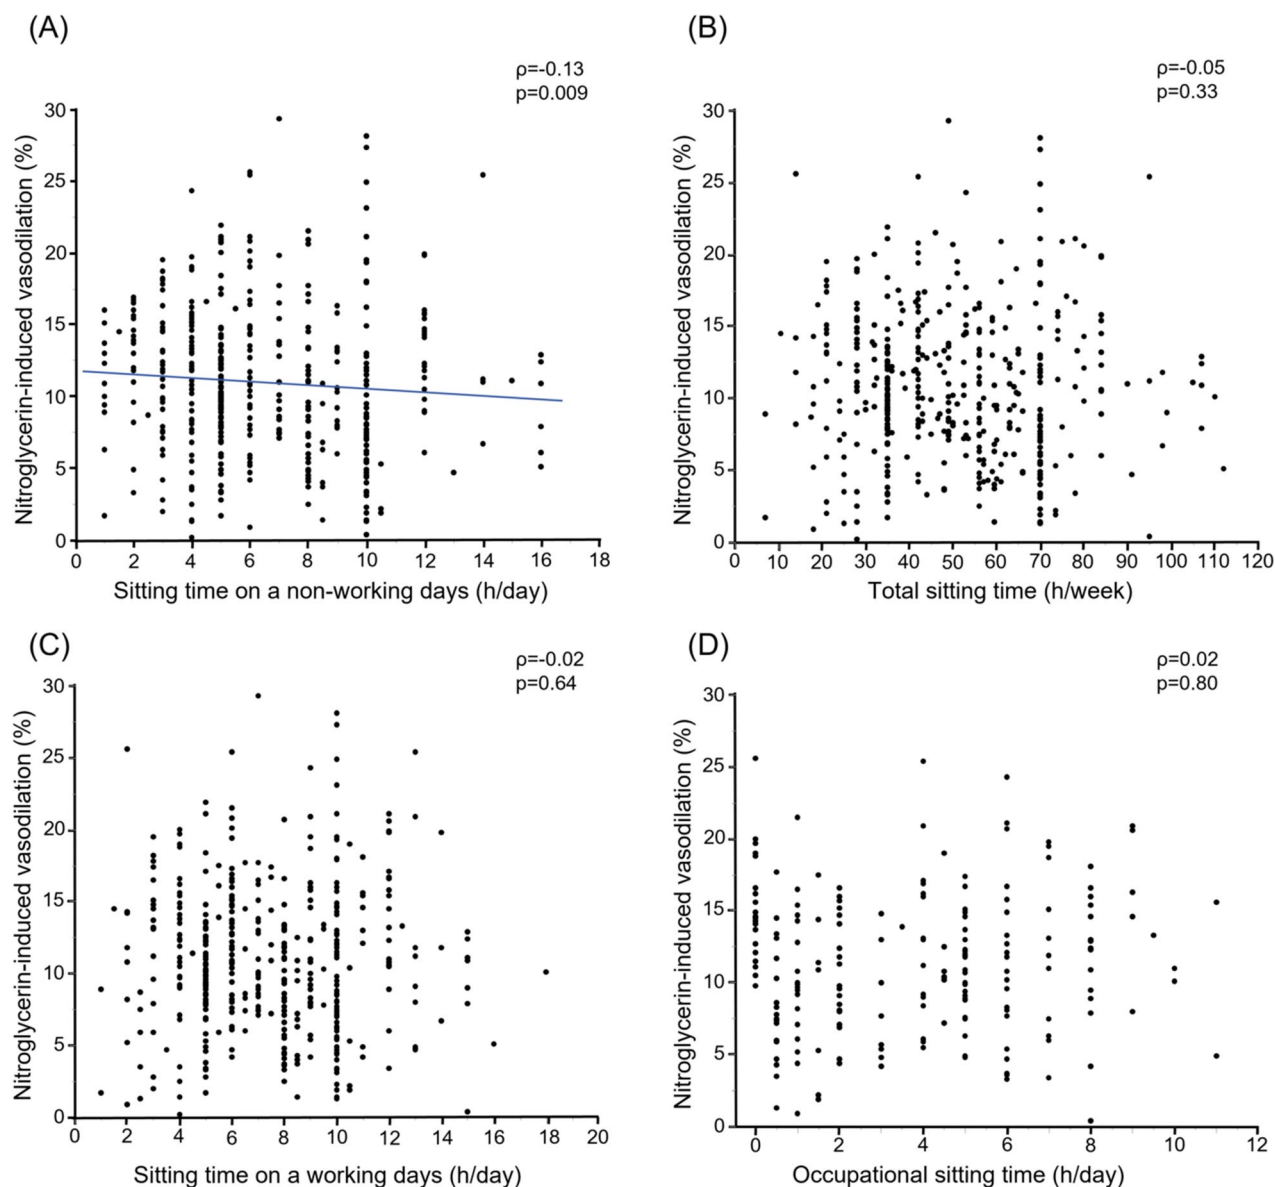 (A)
ρ=-0.13
p=0.009
Nitroglycerin-induced vasodilation (%)
30
25
20
15
10
5
0
0 2 4 6 8 10 12 14 16 18
Sitting time on a non-working days (h/day)
(B)
ρ=-0.05
p=0.33
Nitroglycerin-induced vasodilation (%)
30
25
20
15
10
5
0
0 10 20 30 40 50 60 70 80 90 100 110 120
Total sitting time (h/week)
(C)
ρ=-0.02
p=0.64
Nitroglycerin-induced vasodilation (%)
30
25
20
15
10
5
0
0 2 4 6 8 10 12 14 16 18 20
Sitting time on a working days (h/day)
(D)
ρ=0.02
p=0.80
Nitroglycerin-induced vasodilation (%)
30
25
20
15
10
5
0
0 2 4 6 8 10 12
Occupational sitting time (h/day)